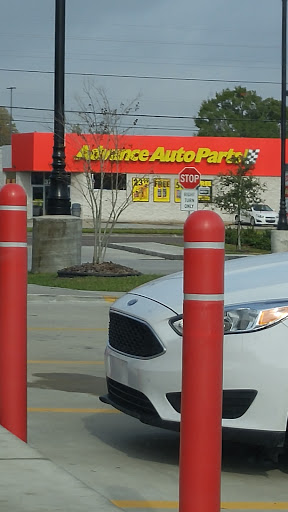 Advance Auto Parts
STOP
RIGHT
TURN
ONLY
FREE